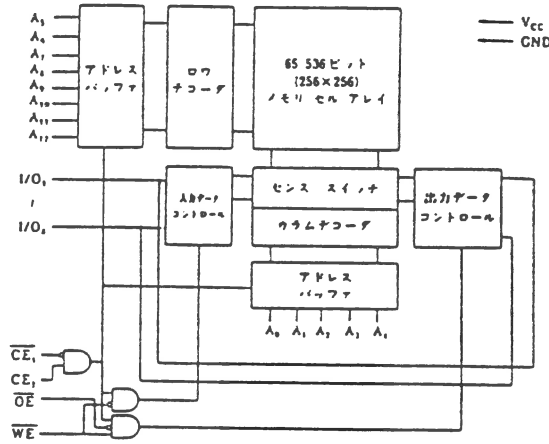 A₅
A₆
A₇
A₈
A₉
A₁₀
A₁₁
A₁₂
アドレス
バッファ
ロウ
デコーダ
65 536ビット
(256×256)
メモリ セル アレイ
V_CC
GND
I/O₁
≀
I/O₈
入力データ
コントロール
センス スイッチ
カラムデコーダ
出力データ
コントロール
アドレス
バッファ
A₀ A₁ A₂ A₃ A₄
C̅E̅₁
CE₂
O̅E̅
W̅E̅